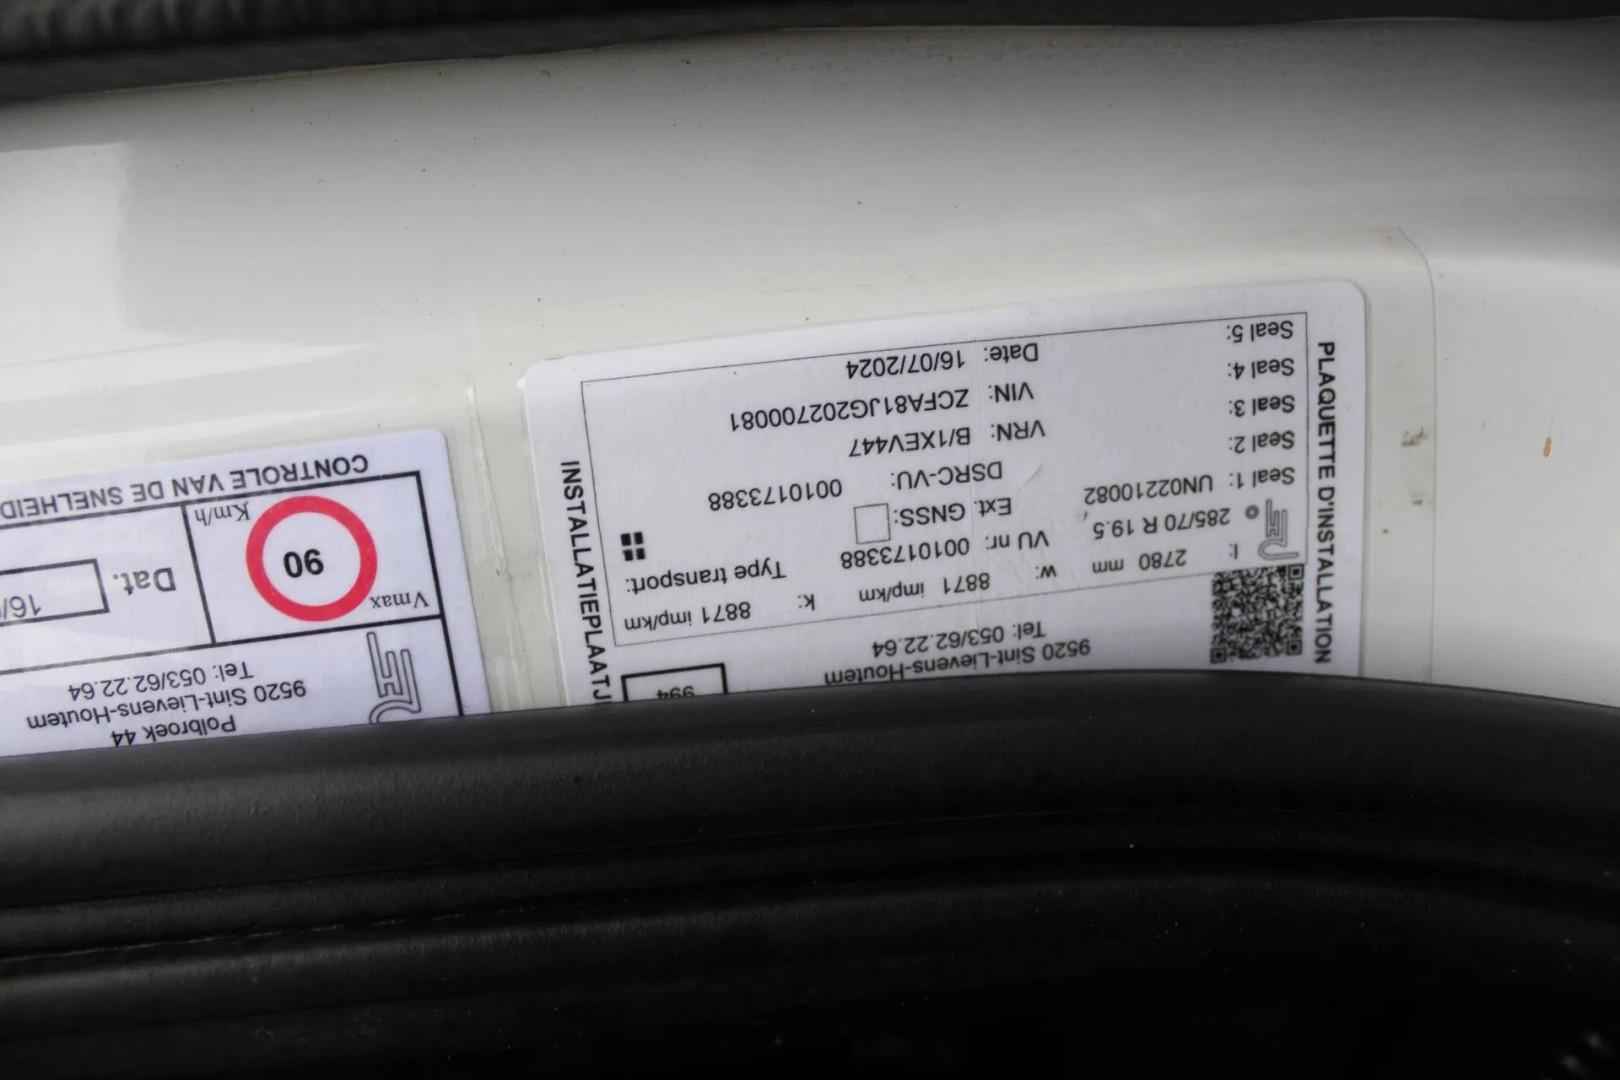 PLAQUETTE D'INSTALLATION
994
9520 Sint-Lievens-Houtem
Tel: 053/62.22.64
l: 2780 mm w: 8871 imp/km k: 8871 imp/km
285/70 R 19.5 VU nr: 0010173388 Type transport:
Ext. GNSS:
Seal 1: UN02210082 DSRC-VU: 0010173388
Seal 2: VRN: B/1XEV447
Seal 3: VIN: ZCFA81JG202700081
Seal 4: Date: 16/07/2024
Seal 5:
Polbroek 44
9520 Sint-Lievens-Houtem
Tel: 053/62.22.64
Vmax
90
Km/h
Dat.
CONTROLE VAN DE SNELHEID